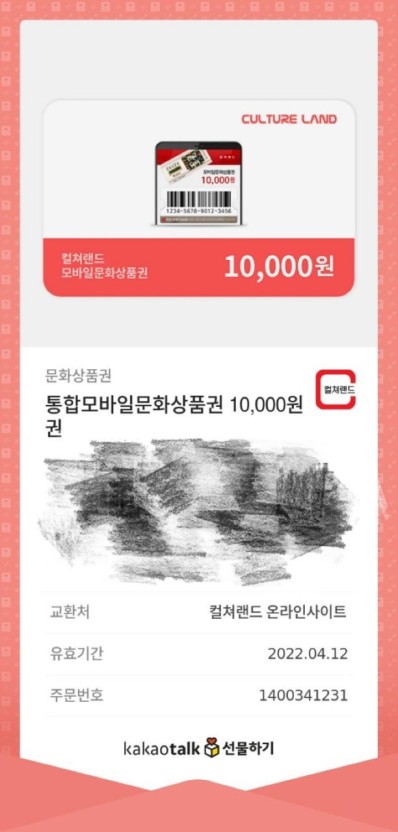 CULTURE LAND
모바일문화상품권
10,000원
1234-5678-9012-3456
컬쳐랜드
모바일문화상품권
10,000원
문화상품권
통합모바일문화상품권 10,000원
권
컬쳐랜드
교환처 컬쳐랜드 온라인사이트
유효기간 2022.04.12
주문번호 1400341231
kakaotalk 선물하기